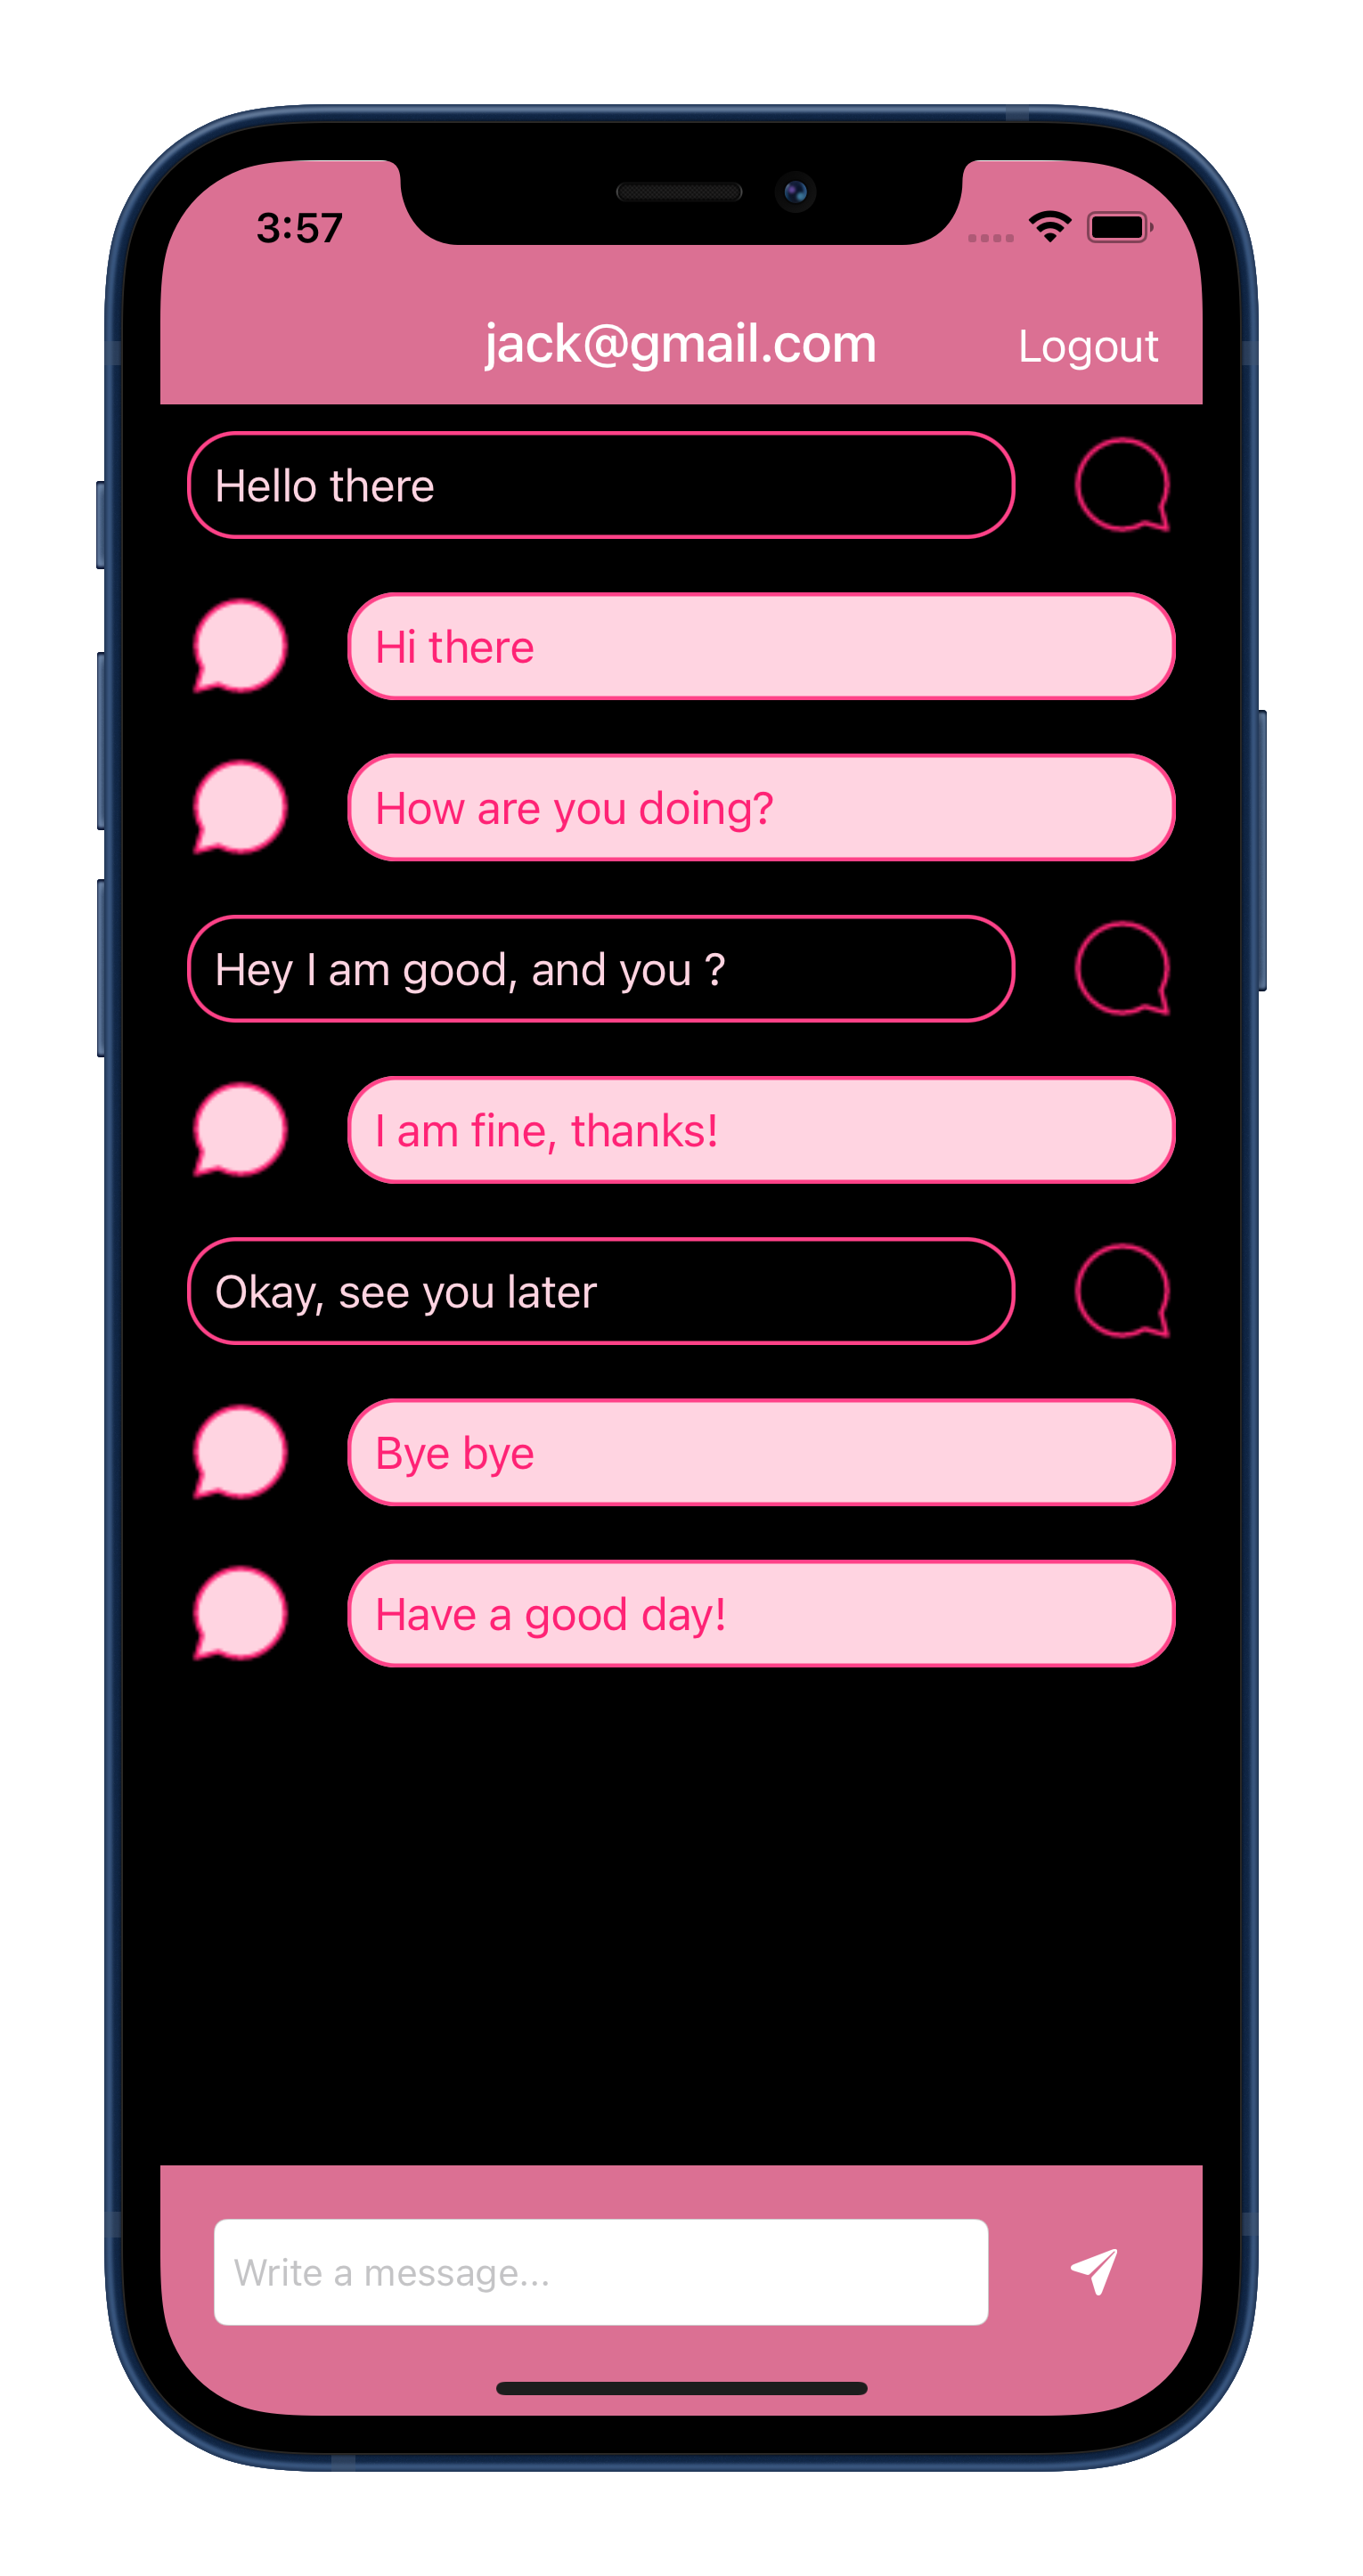 3:57
jack@gmail.com Logout
Hello there
Hi there
How are you doing?
Hey I am good, and you ?
I am fine, thanks!
Okay, see you later
Bye bye
Have a good day!
Write a message...